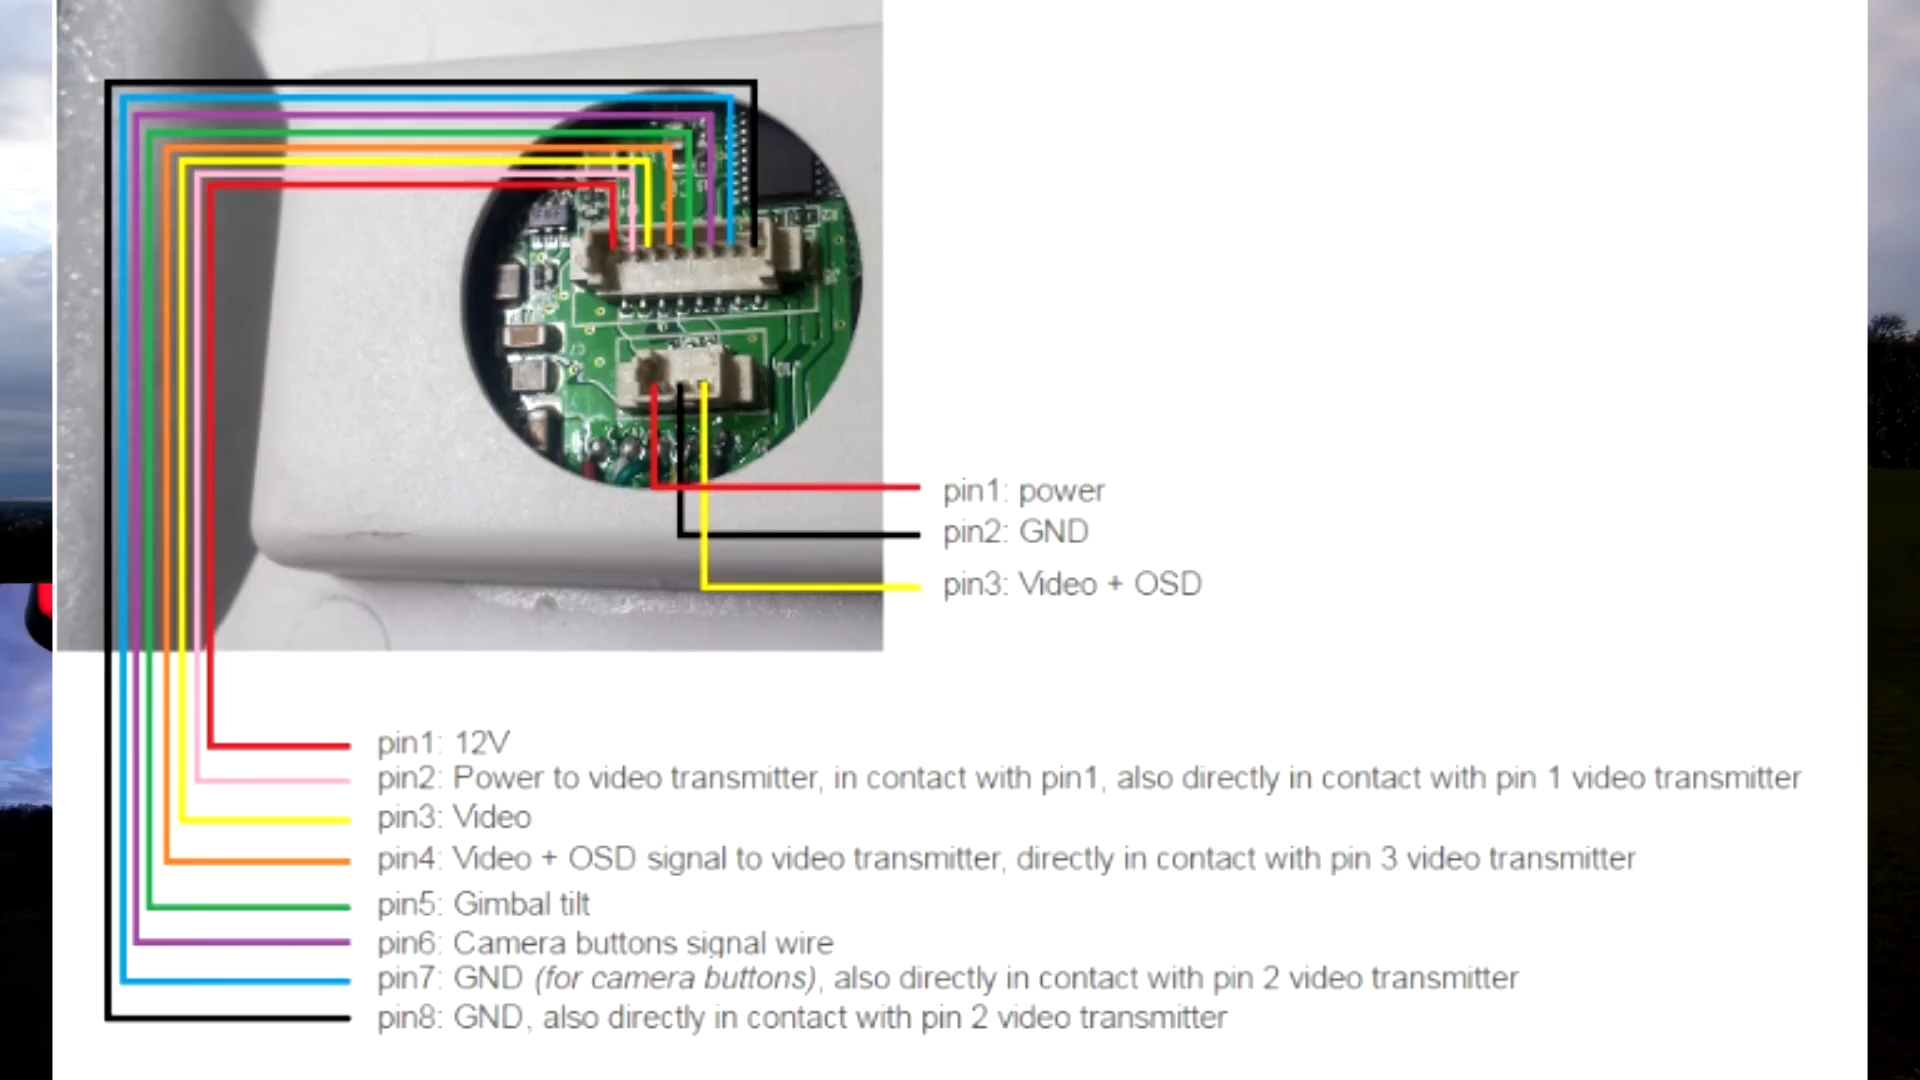 pin1: power
pin2: GND
pin3: Video + OSD
pin1: 12V
pin2: Power to video transmitter, in contact with pin1, also directly in contact with pin 1 video transmitter
pin3: Video
pin4: Video + OSD signal to video transmitter, directly in contact with pin 3 video transmitter
pin5: Gimbal tilt
pin6: Camera buttons signal wire
pin7: GND (for camera buttons), also directly in contact with pin 2 video transmitter
pin8: GND, also directly in contact with pin 2 video transmitter